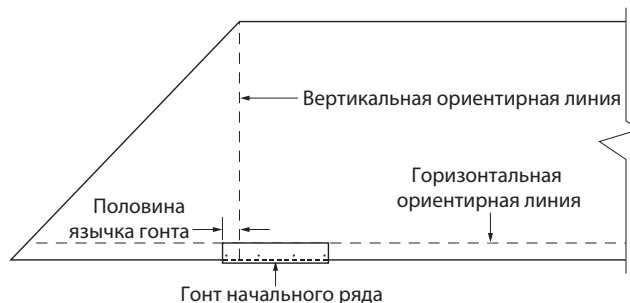 Вертикальная ориентирная линия
Горизонтальная
ориентирная линия
Половина
язычка гонта
Гонт начального ряда